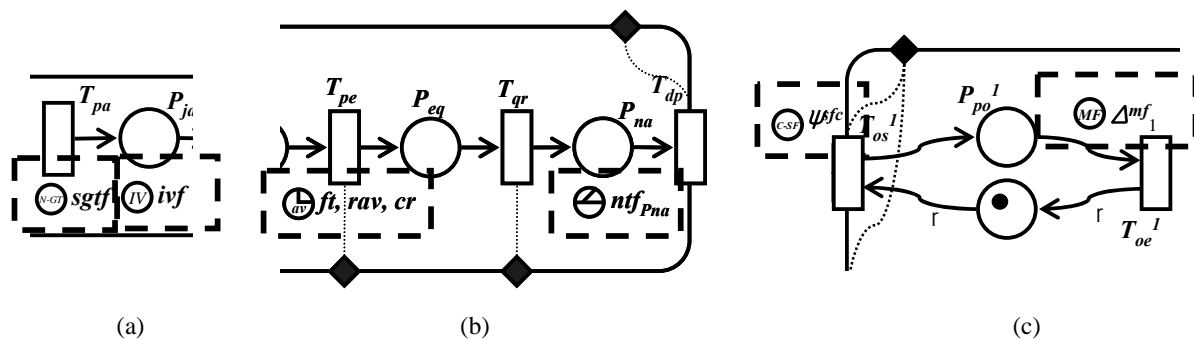 T_pa
P_ja
N-GT sgtf
IV ivf
(a)
T_pe
P_eq
T_qr
P_na
T_dp
av ft, rav, cr
ntf_Pna
(b)
C-SF
T_os^1
P_po^1
MF Δ^mf_1
r
r
T_oe^1
(c)